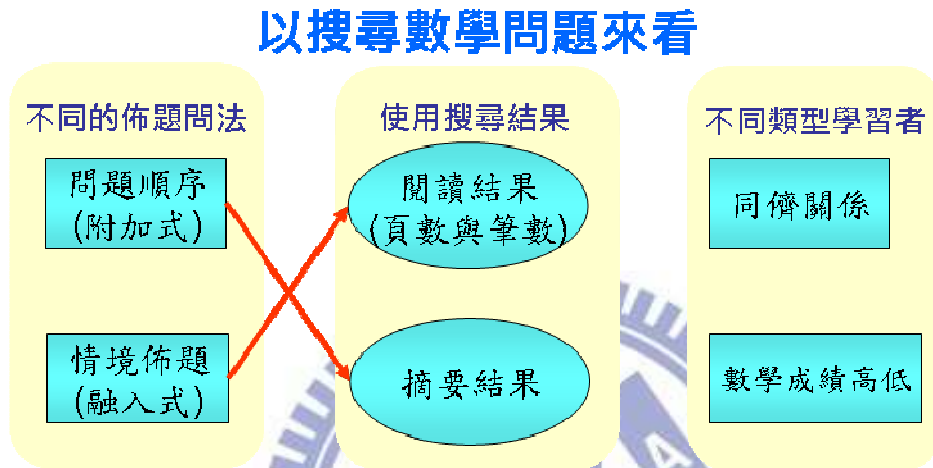 以搜尋數學問題來看
不同的佈題問法
問題順序
(附加式)
情境佈題
(融入式)
使用搜尋結果
閱讀結果
(頁數與筆數)
摘要結果
不同類型學習者
同儕關係
數學成績高低
A